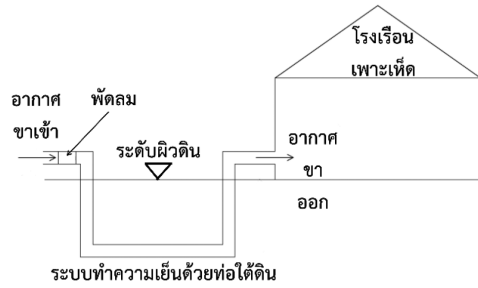 โรงเรือน
เพาะเห็ด
อากาศ
ขาเข้า
พัดลม
ระดับผิวดิน
อากาศ
ขา
ออก
ระบบทำความเย็นด้วยท่อใต้ดิน